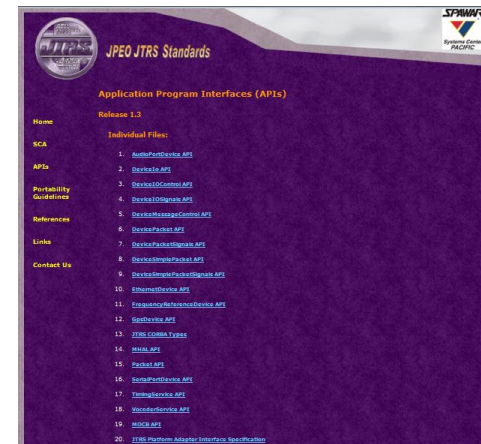 SPAWAR
Systems Center
PACIFIC
JTRS
JPEO JTRS Standards
Application Program Interfaces (APIs)
Release 1.3
Individual Files:
Home
SCA
APIs
Portability
Guidelines
References
Links
Contact Us
1. AudioPortDevice API
2. DeviceIo API
3. DeviceIOControl API
4. DeviceIOSignals API
5. DeviceMessageControl API
6. DevicePacket API
7. DevicePacketSignals API
8. DeviceSimplePacket API
9. DeviceSimplePacketSignals API
10. EthernetDevice API
11. FrequencyReferenceDevice API
12. GpsDevice API
13. JTRS CORBA Types
14. MHAL API
15. Packet API
16. SerialPortDevice API
17. TimingService API
18. VocoderService API
19. MOCB API
20. JTRS Platform Adapter Interface Specification